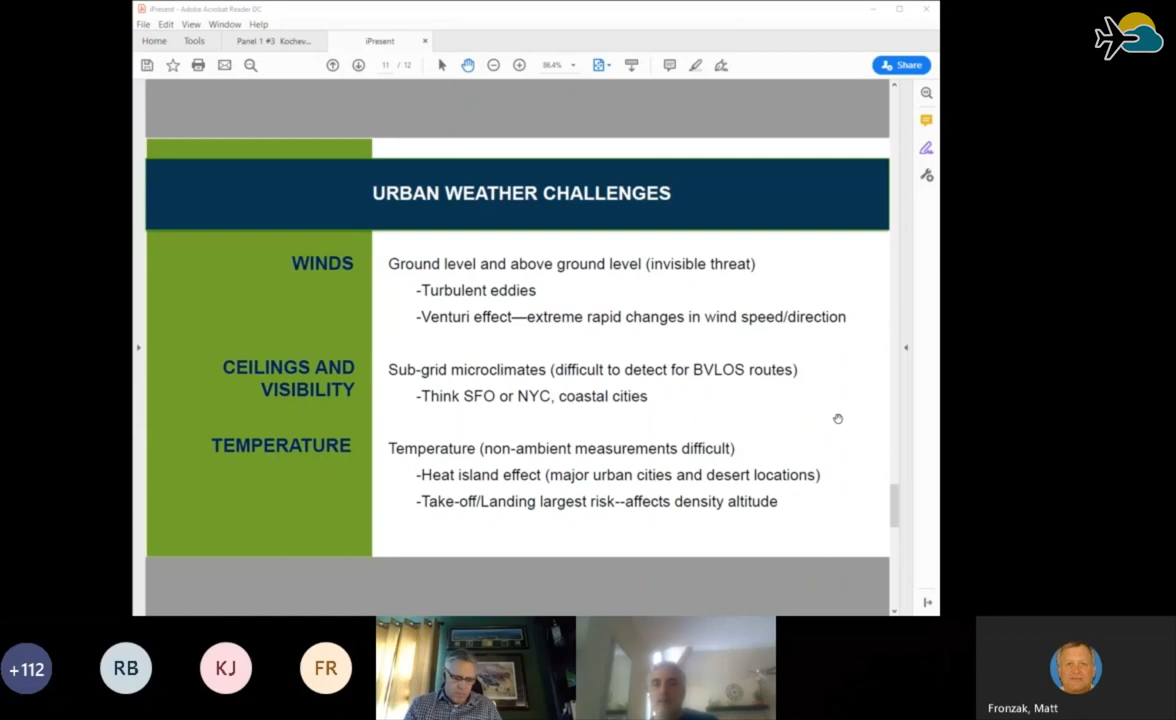 iPresent - Adobe Acrobat Reader DC
File Edit View Window Help
Home Tools Panel 1 #3 Kochev... iPresent ×
11 / 12 86.4% Share
URBAN WEATHER CHALLENGES
WINDS
Ground level and above ground level (invisible threat)
-Turbulent eddies
-Venturi effect—extreme rapid changes in wind speed/direction
CEILINGS AND
VISIBILITY
Sub-grid microclimates (difficult to detect for BVLOS routes)
-Think SFO or NYC, coastal cities
TEMPERATURE
Temperature (non-ambient measurements difficult)
-Heat island effect (major urban cities and desert locations)
-Take-off/Landing largest risk--affects density altitude
+112 RB KJ FR
Fronzak, Matt